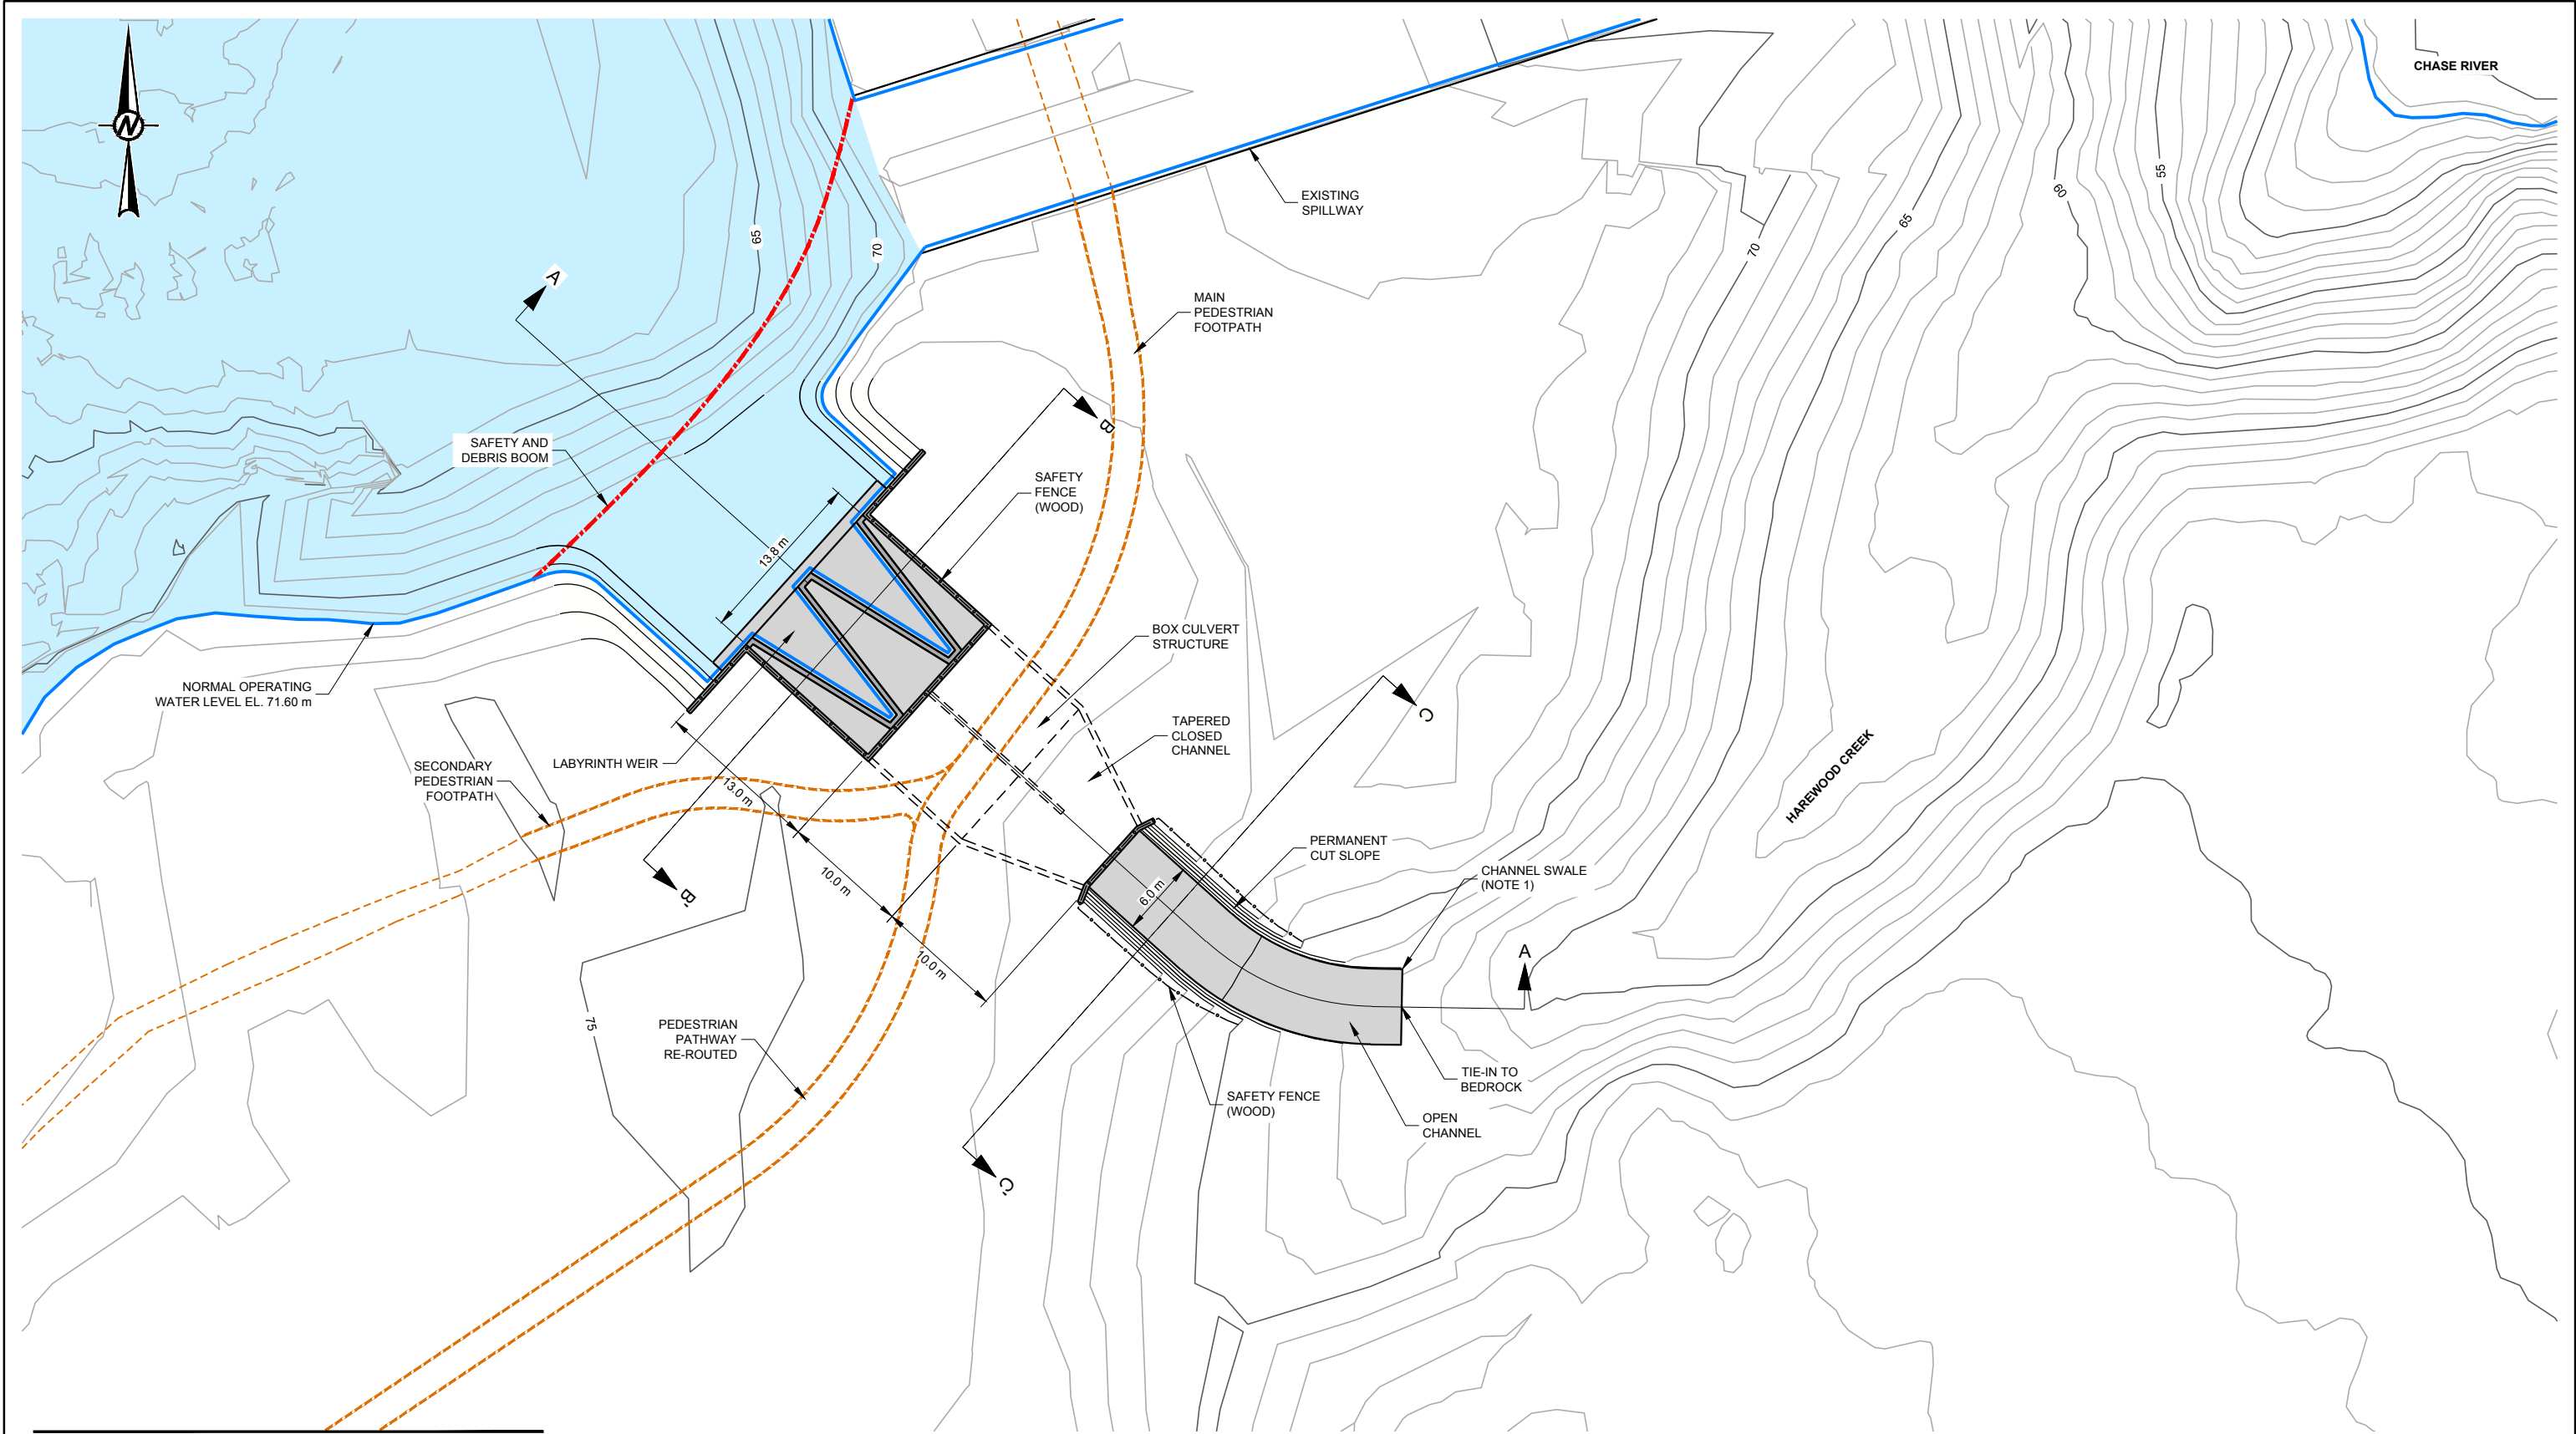 CHASE RIVER
N
EXISTING
SPILLWAY
55
60
65
70
65
70
A
MAIN
PEDESTRIAN
FOOTPATH
B
SAFETY AND
DEBRIS BOOM
SAFETY
FENCE
(WOOD)
13.8 m
BOX CULVERT
STRUCTURE
NORMAL OPERATING
WATER LEVEL EL. 71.60 m
C
TAPERED
CLOSED
CHANNEL
HAREWOOD CREEK
LABYRINTH WEIR
SECONDARY
PEDESTRIAN
FOOTPATH
13.0 m
PERMANENT
CUT SLOPE
CHANNEL SWALE
(NOTE 1)
10.0 m
6.0 m
B'
A
10.0 m
75
PEDESTRIAN
PATHWAY
RE-ROUTED
TIE-IN TO
BEDROCK
SAFETY FENCE
(WOOD)
OPEN
CHANNEL
C'